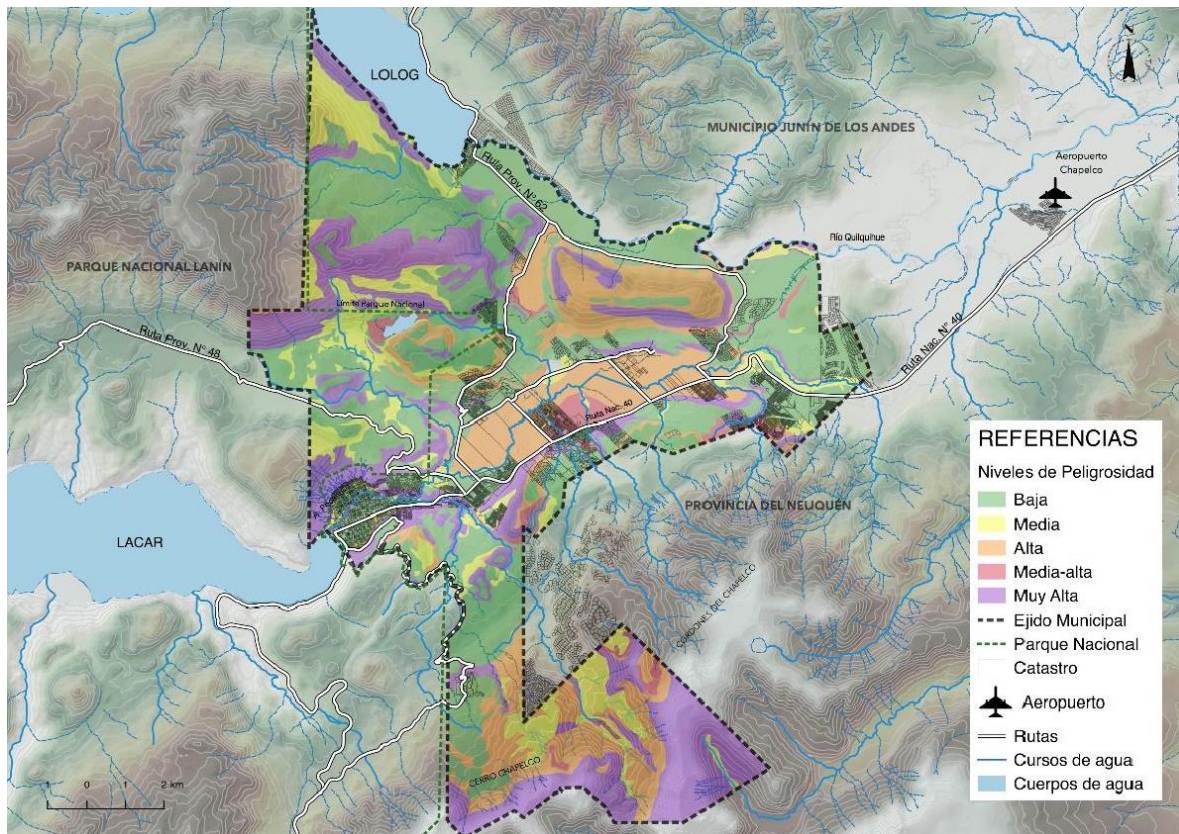 LOLOG
MUNICIPIO JUNÍN DE LOS ANDES
Aeropuerto
Chapelco
Ruta Prov. Nº 62
Río Quilquihue
PARQUE NACIONAL LANÍN
Límite Parque Nacional
Ruta Prov. Nº 48
Ruta Nac. Nº 40
Ruta Nac. 40
PROVINCIA DEL NEUQUÉN
LACAR
CORDONES DEL CHAPELCO
CERRO CHAPELCO
1 0 1 2 km
N
REFERENCIAS
Niveles de Peligrosidad
Baja
Media
Alta
Media-alta
Muy Alta
Ejido Municipal
Parque Nacional
Catastro
Aeropuerto
Rutas
Cursos de agua
Cuerpos de agua